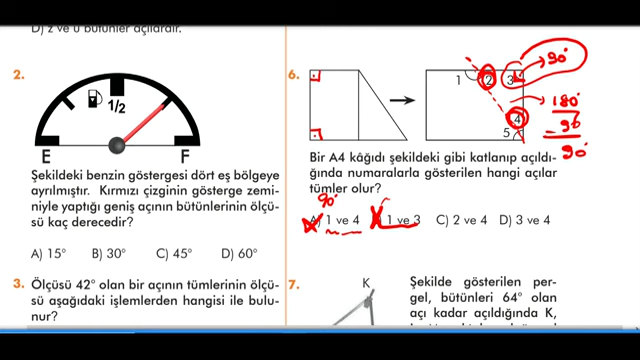 D) z ve u bütünler açılardır.
2.
1/2
E
F
Şekildeki benzin göstergesi dört eş bölgeye
ayrılmıştır. Kırmızı çizginin gösterge zemi-
niyle yaptığı geniş açının bütünlerinin ölçü-
sü kaç derecedir?
A) 15° B) 30° C) 45° D) 60°
3. Ölçüsü 42° olan bir açının tümlerinin ölçü-
sü aşağıdaki işlemlerden hangisi ile bulu-
nur?
6.
1 2 3
4
5
90°
180°
90
90°
Bir A4 kâğıdı şekildeki gibi katlanıp açıldı-
ğında numaralarla gösterilen hangi açılar
tümler olur?
90°
A) 1 ve 4 1 ve 3 C) 2 ve 4 D) 3 ve 4
7.
K
Şekilde gösterilen per-
gel, bütünleri 64° olan
açı kadar açıldığında K,